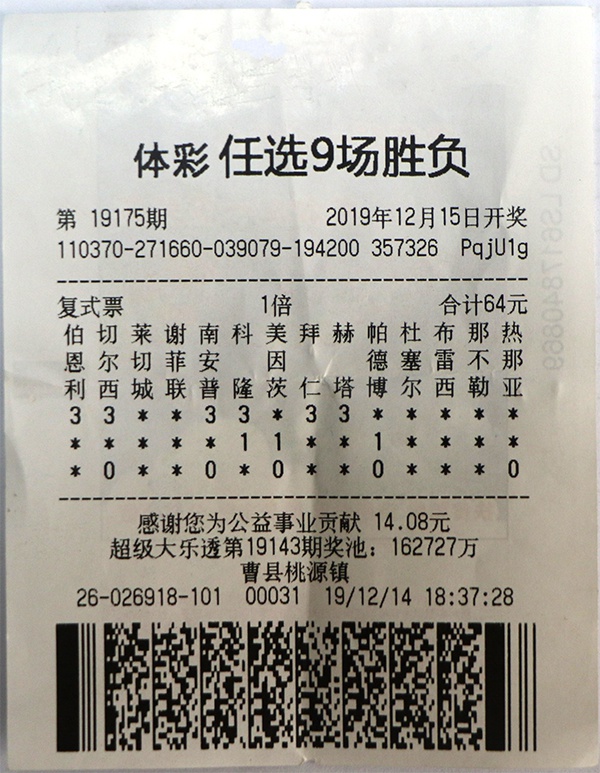 体彩 任选9场胜负
第 19175期 2019年12月15日开奖
110370-271660-039079-194200 357326 PqjU1g
复式票 1倍 合计64元
伯 切 莱 谢 南 科 美 拜 赫 帕 杜 布 那 热
恩 尔 切 菲 安 因 德 塞 雷 不 那
利 西 城 联 普 隆 茨 仁 塔 博 尔 西 勒 亚
3 3 * * 3 3 * 3 3 * * * * *
* * * * * 1 1 * * 1 * * * *
* 0 * * 0 * 0 * * 0 * * * 0
感谢您为公益事业贡献 14.08元
超级大乐透第19143期奖池：162727万
曹县桃源镇
26-026918-101 00031 19/12/14 18:37:28